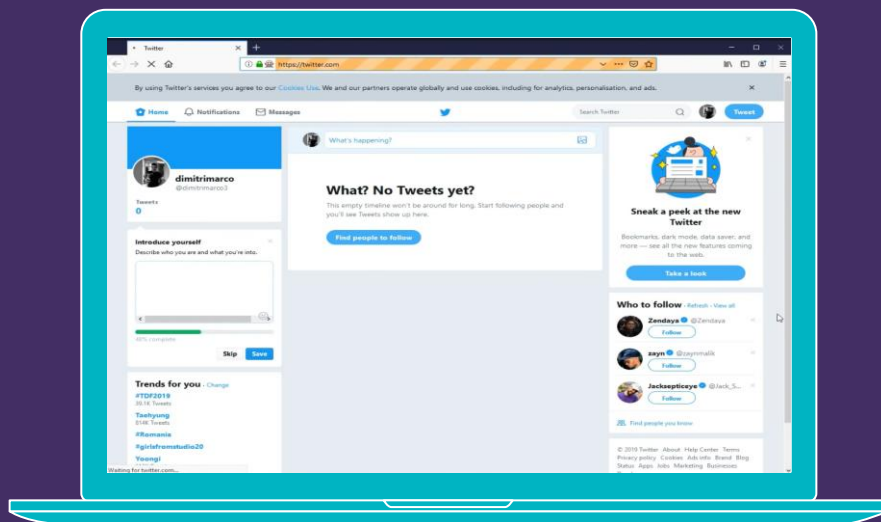 Twitter
https://twitter.com
By using Twitter's services you agree to our Cookies Use. We and our partners operate globally and use cookies, including for analytics, personalisation, and ads.
Home Notifications Messages
Search Twitter
Tweet
dimitrimarco
@dimitrimarco3
Tweets
0
Introduce yourself
Describe who you are and what you're into.
40% complete
Skip Save
Trends for you · Change
#TDF2019
Taehyung
#Romania
#girlsfromstudio20
Yoongi
Waiting for twitter.com...
What's happening?
What? No Tweets yet?
This empty timeline won't be around for long. Start following people and
you'll see Tweets show up here.
Find people to follow
Sneak a peek at the new
Twitter
Bookmarks, dark mode, data saver, and
more — see all the new features coming
to the web.
Take a look
Who to follow · Refresh · View all
Zendaya @Zendaya
Follow
zayn @zaynmalik
Follow
Jacksepticeye @Jack_S...
Follow
Find people you know
© 2019 Twitter About Help Center Terms
Privacy policy Cookies Ads info Brand Blog
Status Apps Jobs Marketing Businesses